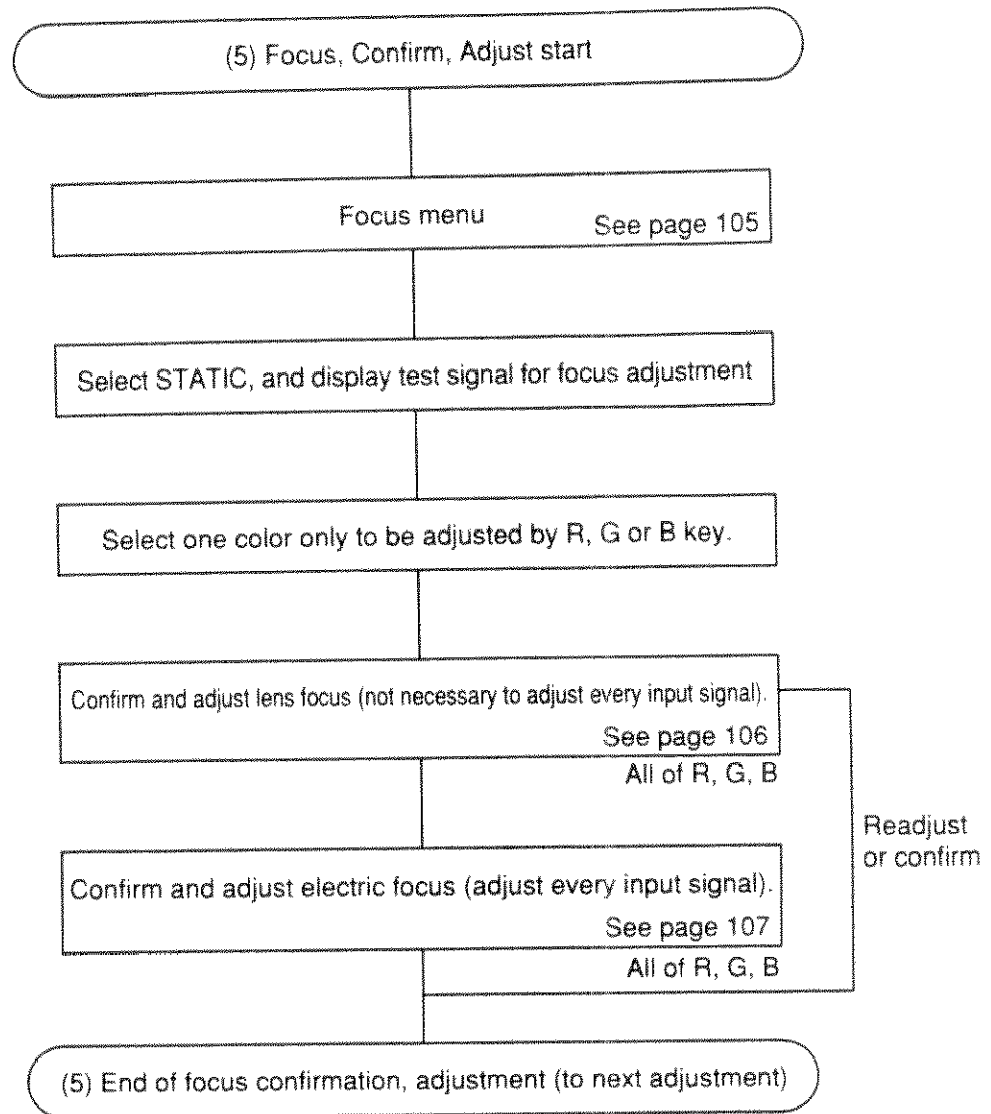 (5) Focus, Confirm, Adjust start
Focus menu
See page 105
Select STATIC, and display test signal for focus adjustment
Select one color only to be adjusted by R, G or B key.
Confirm and adjust lens focus (not necessary to adjust every input signal).
See page 106
All of R, G, B
Readjust
or confirm
Confirm and adjust electric focus (adjust every input signal).
See page 107
All of R, G, B
(5) End of focus confirmation, adjustment (to next adjustment)